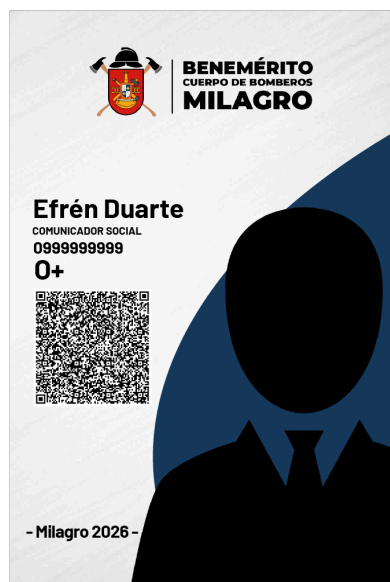 BENEMÉRITO
CUERPO DE BOMBEROS
MILAGRO
Efrén Duarte
COMUNICADOR SOCIAL
0999999999
O+
- Milagro 2026 -